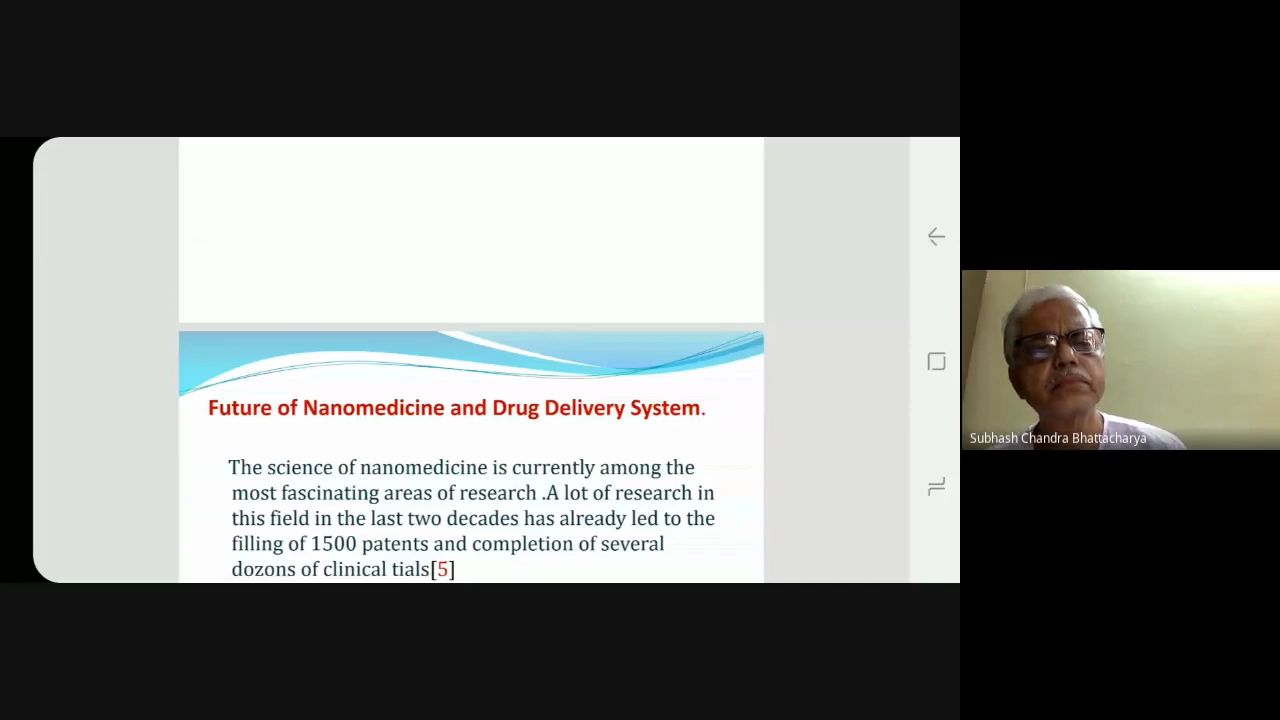 Future of Nanomedicine and Drug Delivery System.
The science of nanomedicine is currently among the
most fascinating areas of research .A lot of research in
this field in the last two decades has already led to the
filling of 1500 patents and completion of several
dozons of clinical tials[5]
Subhash Chandra Bhattacharya